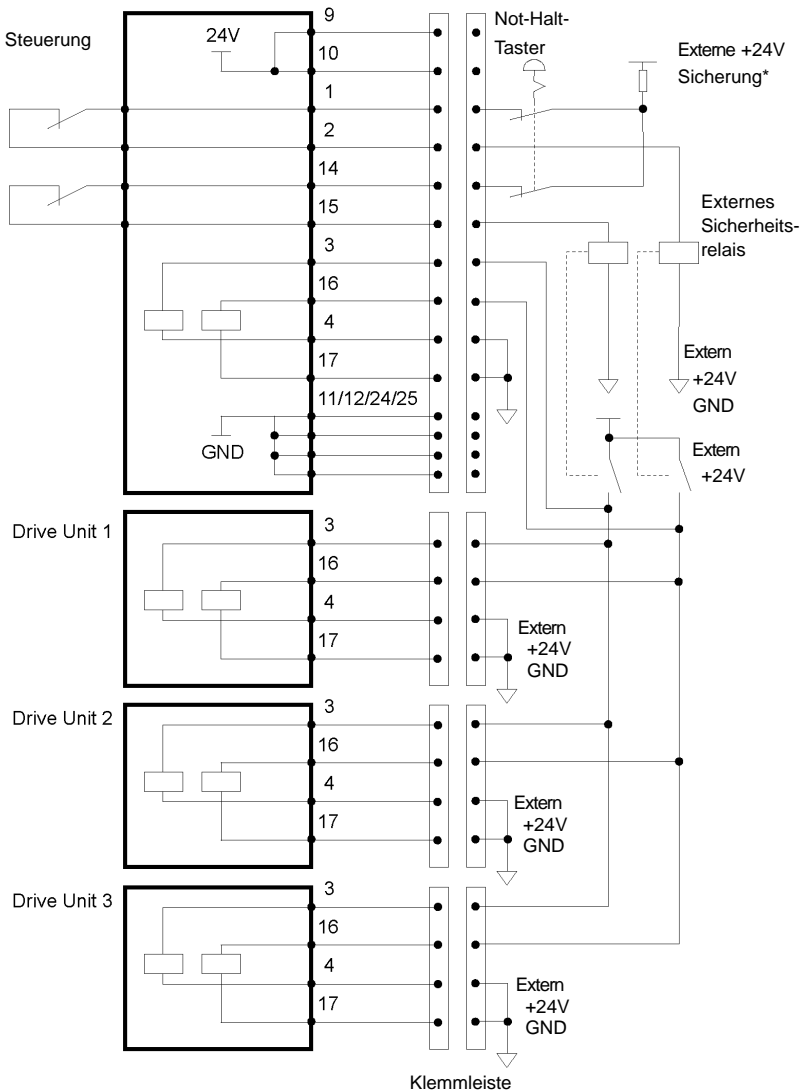 Steuerung
24V
9
10
1
2
14
15
3
16
4
17
11/12/24/25
GND
Not-Halt-
Taster
Externe +24V
Sicherung*
Externes
Sicherheits-
relais
Extern
+24V
GND
Extern
+24V
Drive Unit 1
3
16
4
17
Extern
+24V
GND
Drive Unit 2
3
16
4
17
Extern
+24V
GND
Drive Unit 3
3
16
4
17
Extern
+24V
GND
Klemmleiste